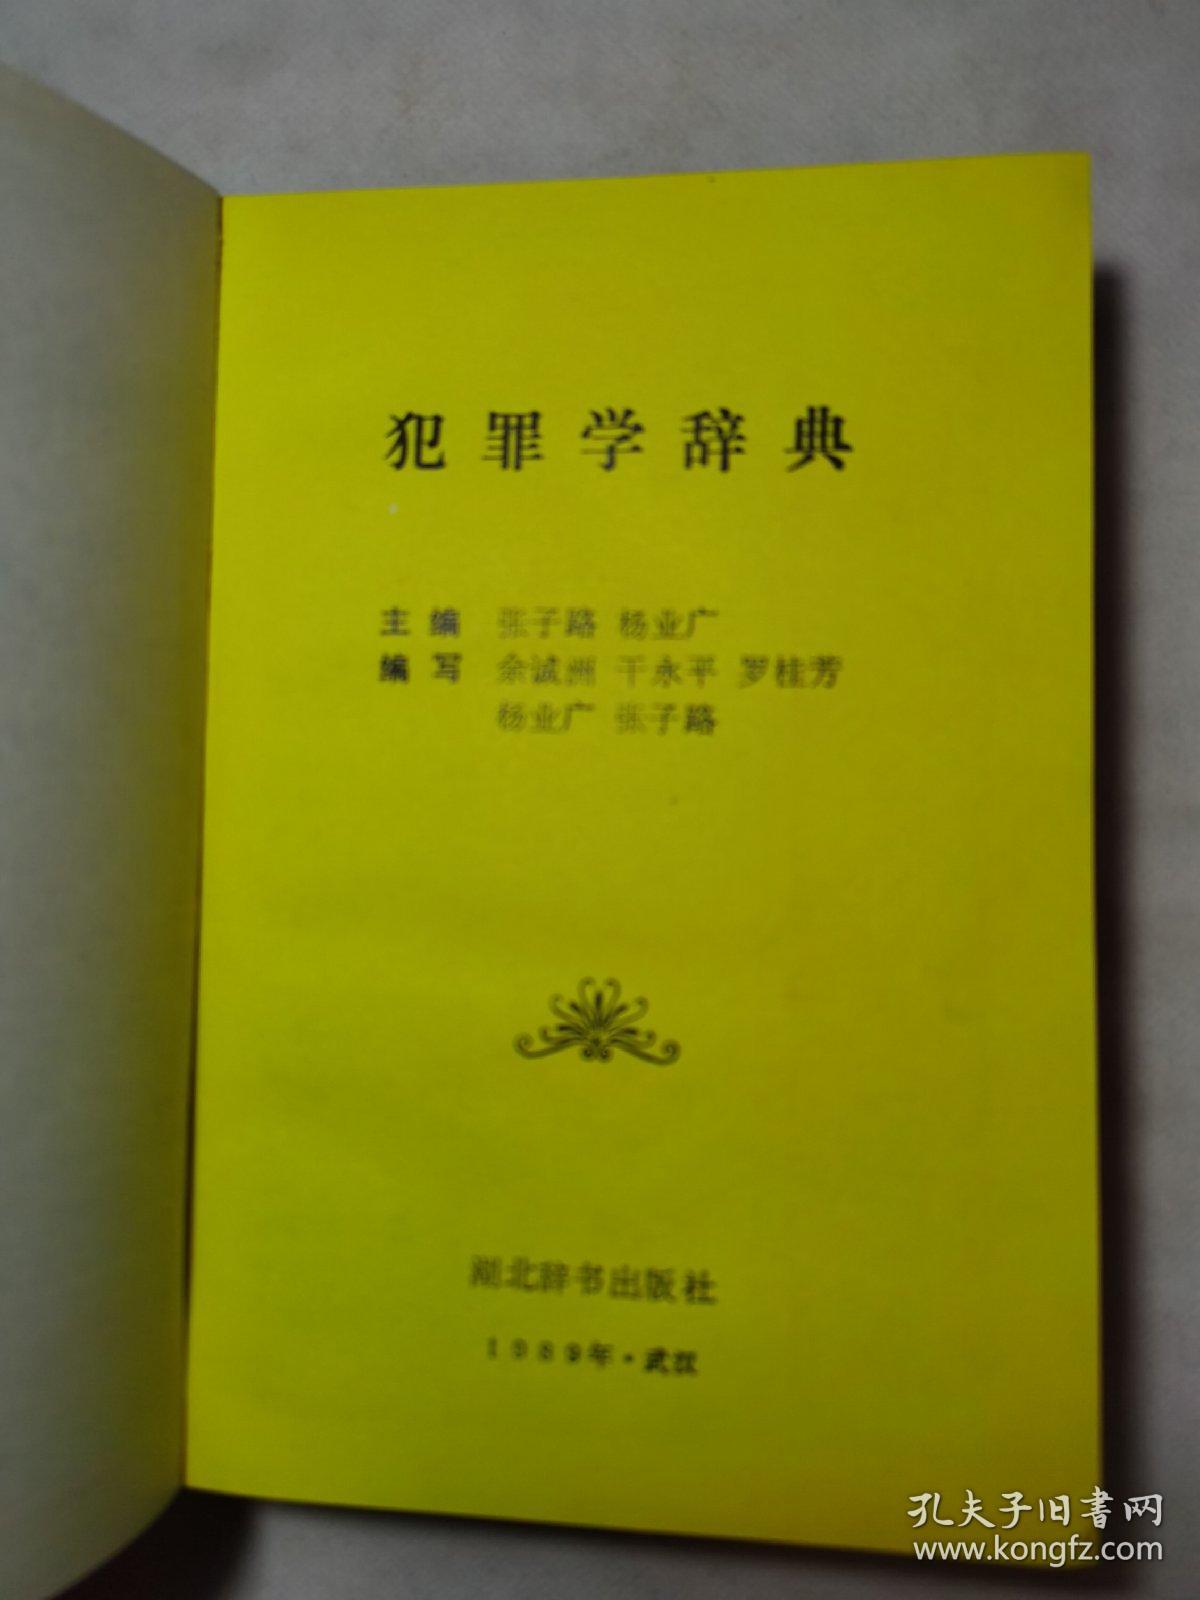 犯罪学辞典
主编 张子路 杨业广
编写 余诚洲 干永平 罗桂芳
杨业广 张子路
湖北辞书出版社
1989年·武汉
孔夫子旧書网
www.kongfz.com